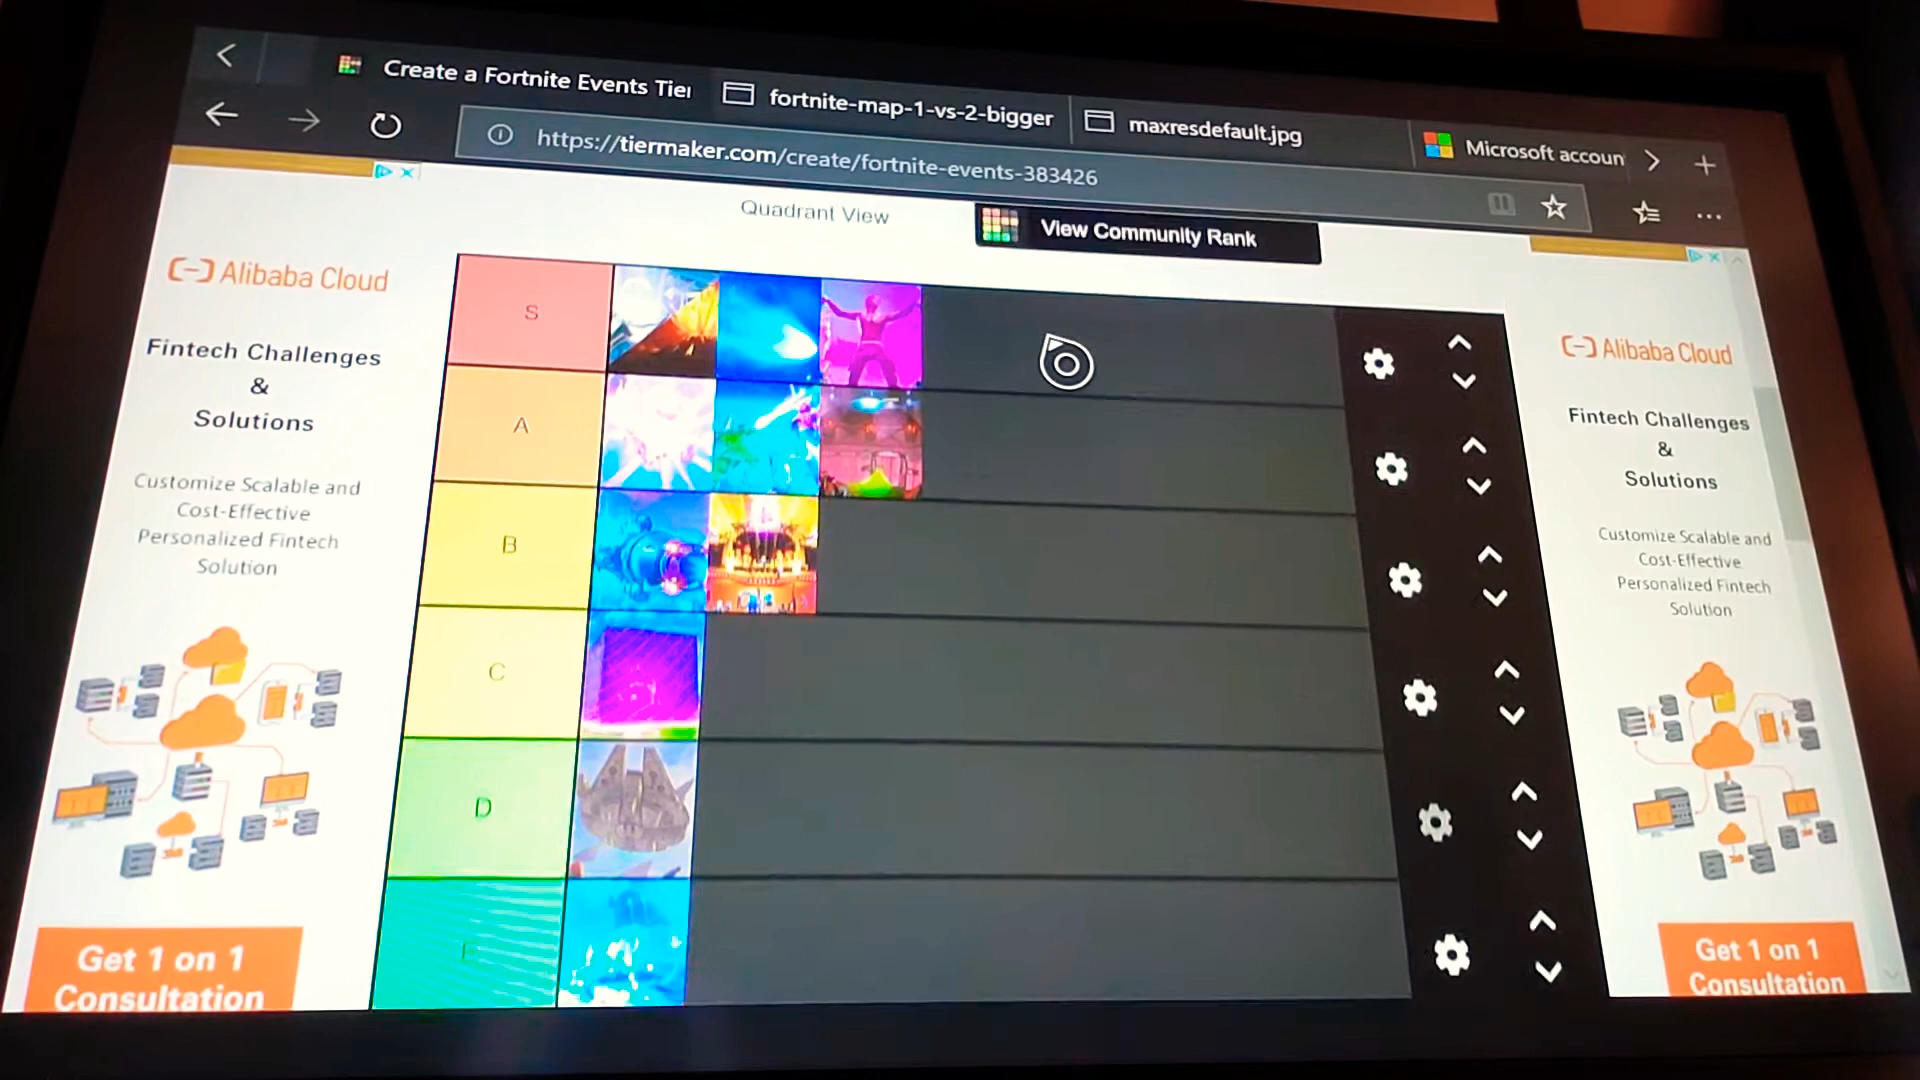 Create a Fortnite Events Tier
fortnite-map-1-vs-2-bigger
maxresdefault.jpg
Microsoft accoun
https://tiermaker.com/create/fortnite-events-383426
Quadrant View
View Community Rank
Alibaba Cloud
Fintech Challenges
&
Solutions
Customize Scalable and
Cost-Effective
Personalized Fintech
Solution
Get 1 on 1
Consultation
S
A
B
C
D
F
Alibaba Cloud
Fintech Challenges
&
Solutions
Customize Scalable and
Cost-Effective
Personalized Fintech
Solution
Get 1 on 1
Consultation